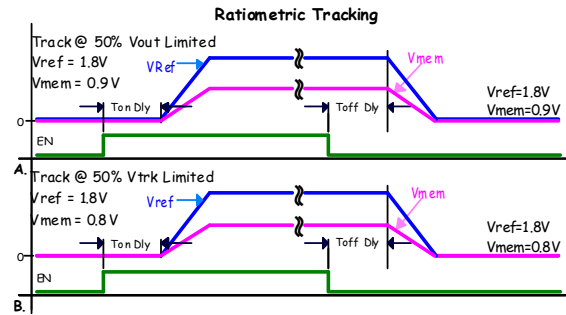 Ratiometric Tracking
Track @ 50% Vout Limited
Vref = 1.8V
Vmem = 0.9V
VRef
Vmem
Vref=1.8V
Vmem=0.9V
Ton Dly
Toff Dly
0
EN
A.
Track @ 50% Vtrk Limited
Vref = 1.8V
Vmem = 0.8V
Vref
Vmem
Vref=1.8V
Vmem=0.8V
Ton Dly
Toff Dly
0
EN
B.